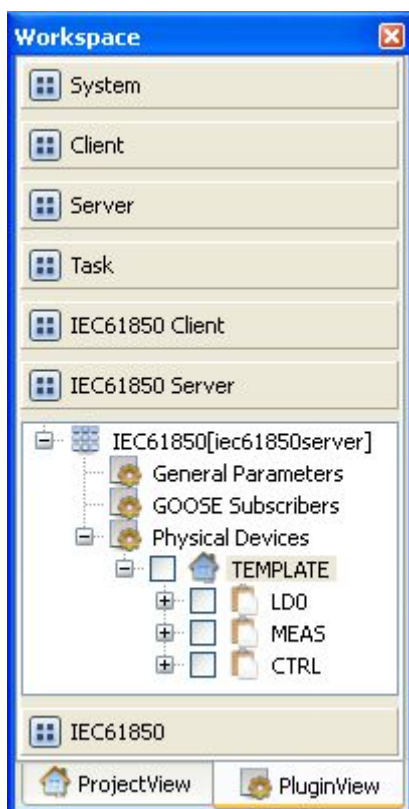 Workspace
System
Client
Server
Task
IEC61850 Client
IEC61850 Server
IEC61850[iec61850server]
General Parameters
GOOSE Subscribers
Physical Devices
TEMPLATE
LD0
MEAS
CTRL
IEC61850
ProjectView PluginView